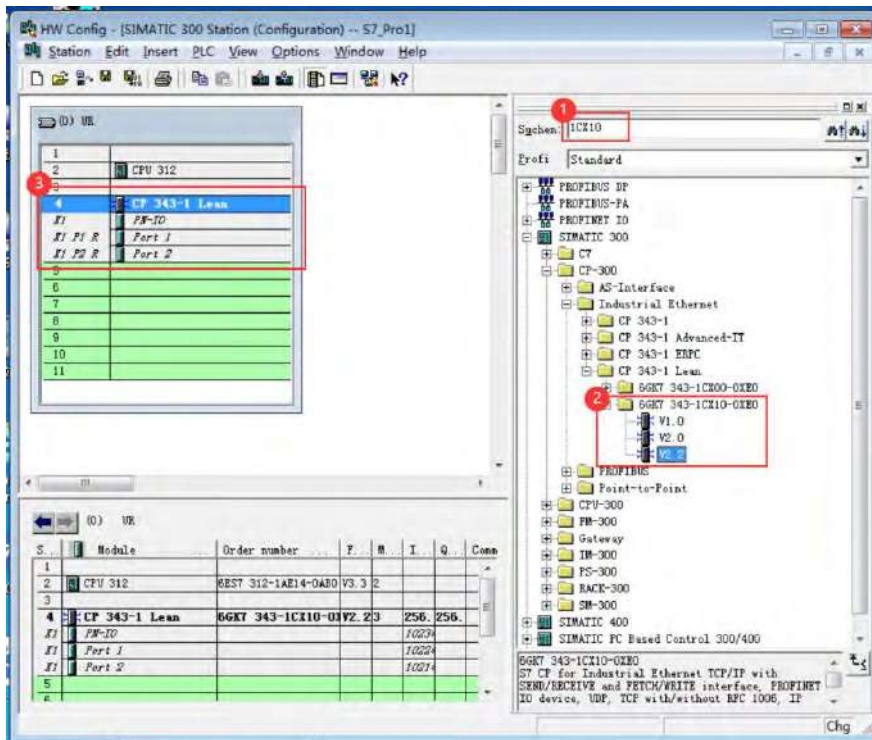 HW Config - [SIMATIC 300 Station (Configuration) -- S7_Pro1]
Station Edit Insert PLC View Options Window Help
(0) UR
1
2 CPU 312
3
4 CP 343-1 Lean
X1 PN-IO
X1 P1 R Port 1
X1 P2 R Port 2
5
6
7
8
9
10
11
3
1
Suchen: 1CX10
Profi Standard
PROFIBUS DP
PROFIBUS-PA
PROFINET IO
SIMATIC 300
C7
CP-300
AS-Interface
Industrial Ethernet
CP 343-1
CP 343-1 Advanced-IT
CP 343-1 ERPC
CP 343-1 Lean
6GK7 343-1CX00-0XE0
2
6GK7 343-1CX10-0XE0
V1.0
V2.0
V2.2
PROFIBUS
Point-to-Point
CPU-300
FM-300
Gateway
IM-300
PS-300
RACK-300
SM-300
SIMATIC 400
SIMATIC PC Based Control 300/400
6GK7 343-1CX10-0XE0
S7 CP for Industrial Ethernet TCP/IP with
SEND/RECEIVE and FETCH/WRITE interface, PROFINET
IO device, UDP, TCP with/without RFC 1006, IP
(0) UR
S... Module ... Order number ... F... M... I... Q... Comm
1
2 CPU 312 6ES7 312-1AE14-0AB0 V3.3 2
3
4 CP 343-1 Lean 6GK7 343-1CX10-0X V2.2 3 256. 256.
X1 PN-IO 1023
X1 Port 1 1022
X1 Port 2 1021
5
6
Chg